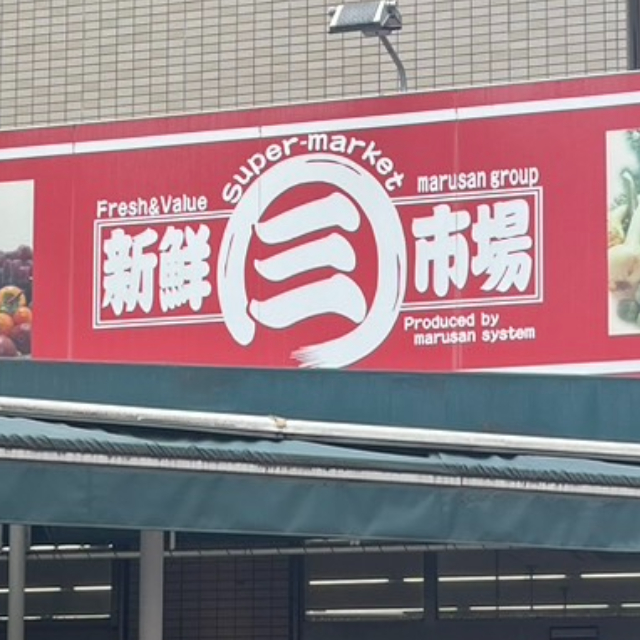 Super-market
Fresh&Value
marusan group
新鮮 三 市場
Produced by
marusan system